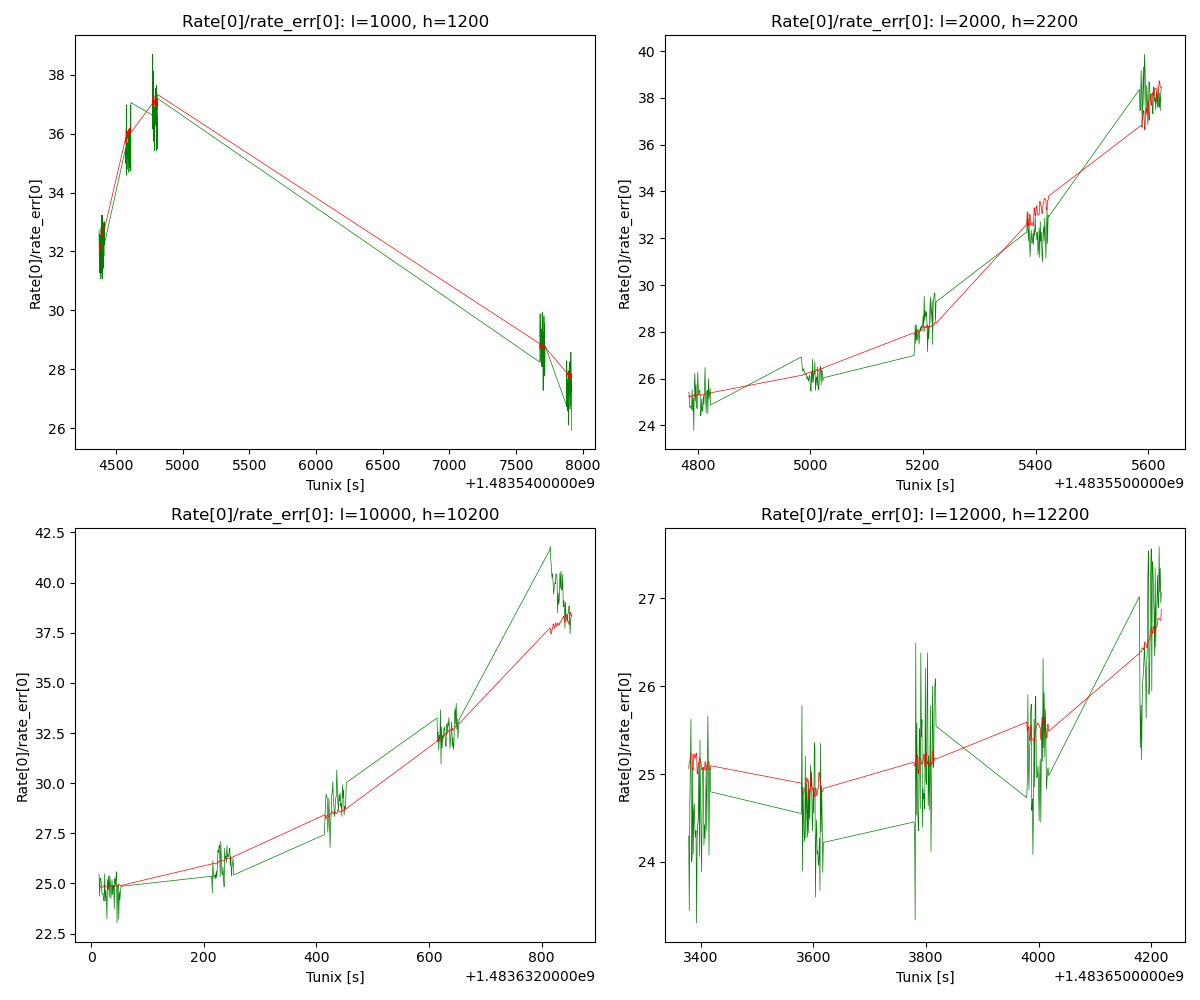 Rate[0]/rate_err[0]: l=1000, h=1200
Rate[0]/rate_err[0]
38
36
34
32
30
28
26
4500 5000 5500 6000 6500 7000 7500 8000
Tunix [s]
+1.4835400000e9
Rate[0]/rate_err[0]: l=2000, h=2200
Rate[0]/rate_err[0]
40
38
36
34
32
30
28
26
24
4800 5000 5200 5400 5600
Tunix [s]
+1.4835500000e9
Rate[0]/rate_err[0]: l=10000, h=10200
Rate[0]/rate_err[0]
42.5
40.0
37.5
35.0
32.5
30.0
27.5
25.0
22.5
0 200 400 600 800
Tunix [s]
+1.4836320000e9
Rate[0]/rate_err[0]: l=12000, h=12200
Rate[0]/rate_err[0]
27
26
25
24
3400 3600 3800 4000 4200
Tunix [s]
+1.4836500000e9